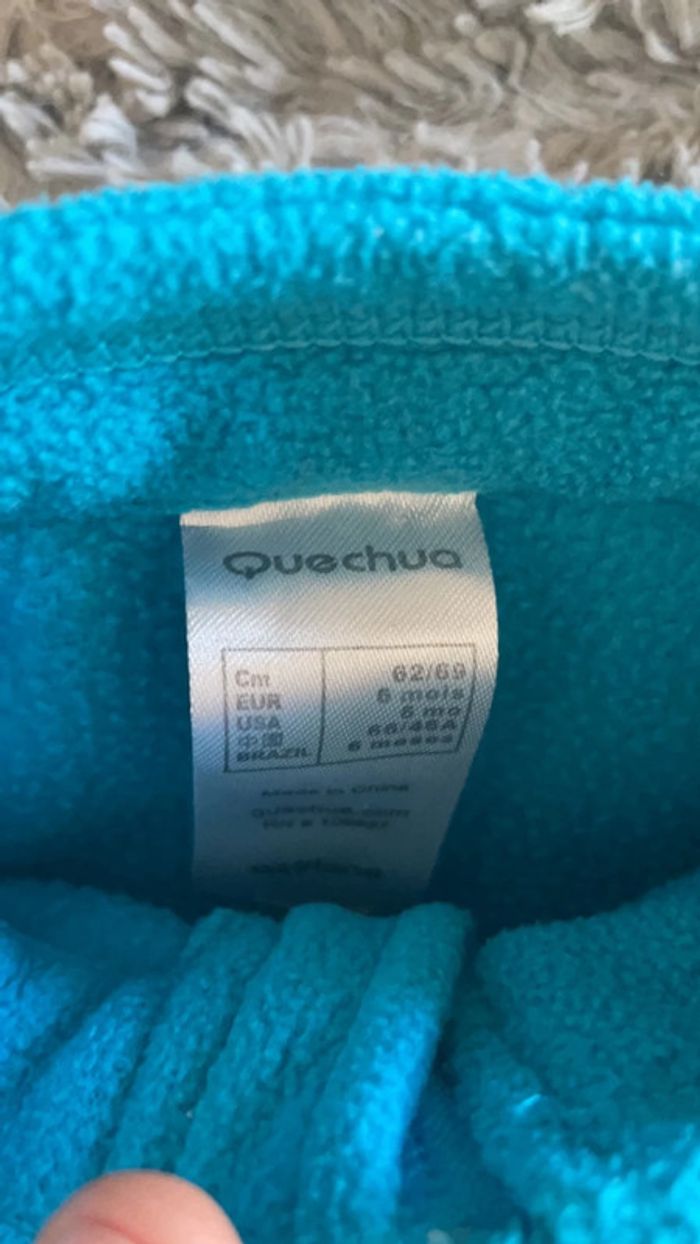 Quechua
Cm 62/69
EUR 6 mois
USA 6 mo
中国 66/48A
BRAZIL 6 meses
Made in China
quechua.com